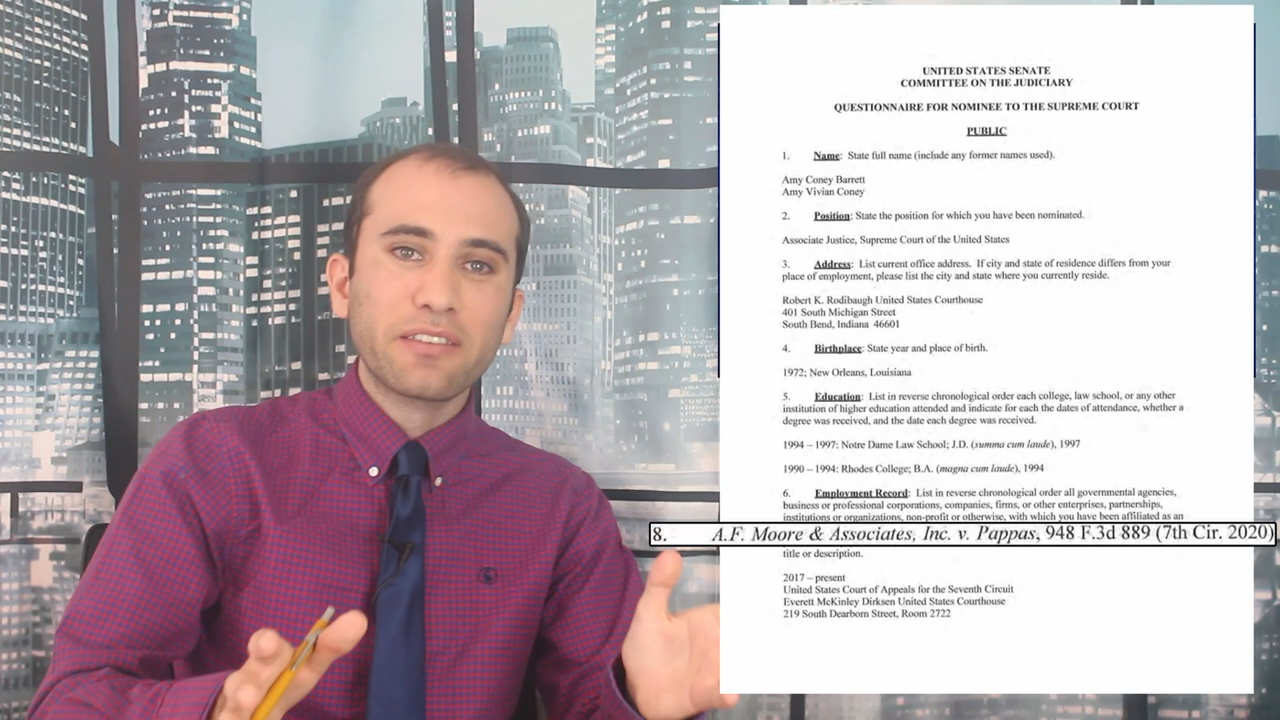 UNITED STATES SENATE
COMMITTEE ON THE JUDICIARY
QUESTIONNAIRE FOR NOMINEE TO THE SUPREME COURT
PUBLIC
1. Name: State full name (include any former names used).
Amy Coney Barrett
Amy Vivian Coney
2. Position: State the position for which you have been nominated.
Associate Justice, Supreme Court of the United States
3. Address: List current office address. If city and state of residence differs from your
place of employment, please list the city and state where you currently reside.
Robert K. Rodibaugh United States Courthouse
401 South Michigan Street
South Bend, Indiana 46601
4. Birthplace: State year and place of birth.
1972; New Orleans, Louisiana
5. Education: List in reverse chronological order each college, law school, or any other
institution of higher education attended and indicate for each the dates of attendance, whether a
degree was received, and the date each degree was received.
1994 – 1997: Notre Dame Law School; J.D. (summa cum laude), 1997
1990 – 1994: Rhodes College; B.A. (magna cum laude), 1994
6. Employment Record: List in reverse chronological order all governmental agencies,
business or professional corporations, companies, firms, or other enterprises, partnerships,
institutions or organizations, non-profit or otherwise, with which you have been affiliated as an
8. A.F. Moore & Associates, Inc. v. Pappas, 948 F.3d 889 (7th Cir. 2020)
title or description.
2017 – present
United States Court of Appeals for the Seventh Circuit
Everett McKinley Dirksen United States Courthouse
219 South Dearborn Street, Room 2722